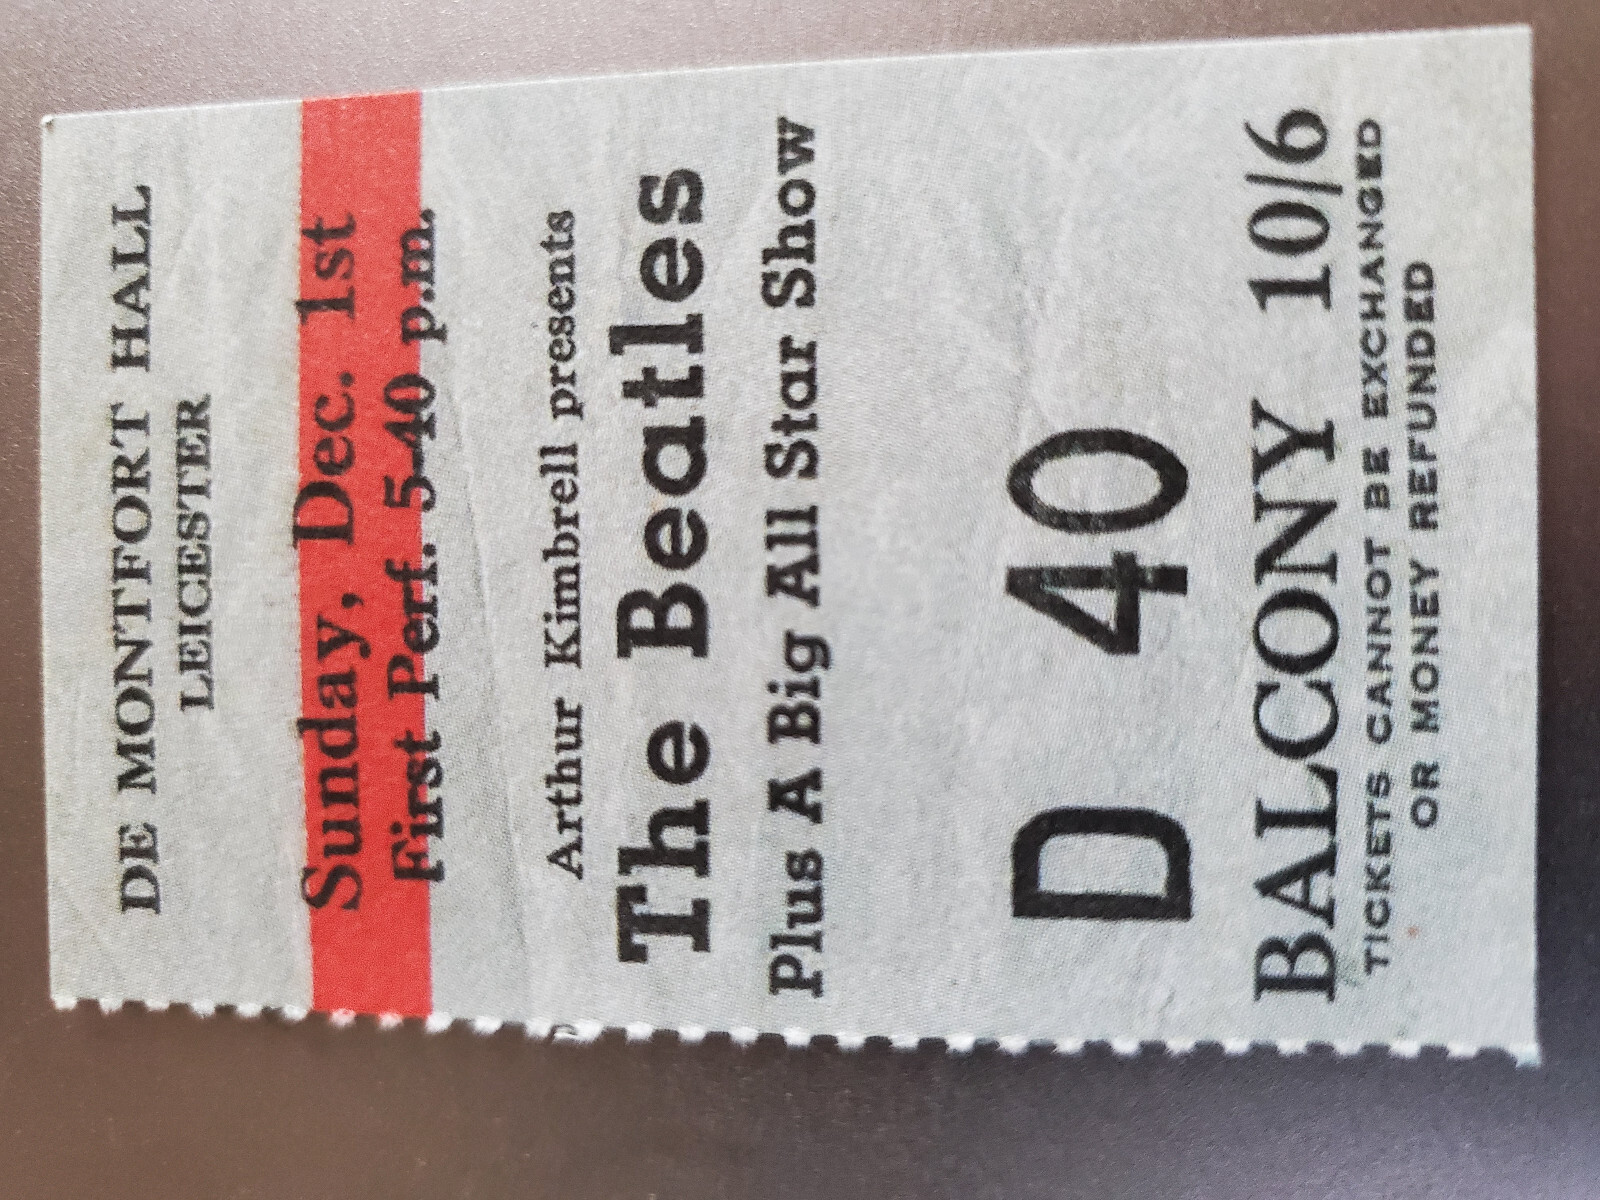 DE MONTFORT HALL
LEICESTER
Sunday, Dec. 1st
First Perf. 5-40 p.m.
Arthur Kimbrell presents
The Beatles
Plus A Big All Star Show
D 40
BALCONY 10/6
TICKETS CANNOT BE EXCHANGED
OR MONEY REFUNDED